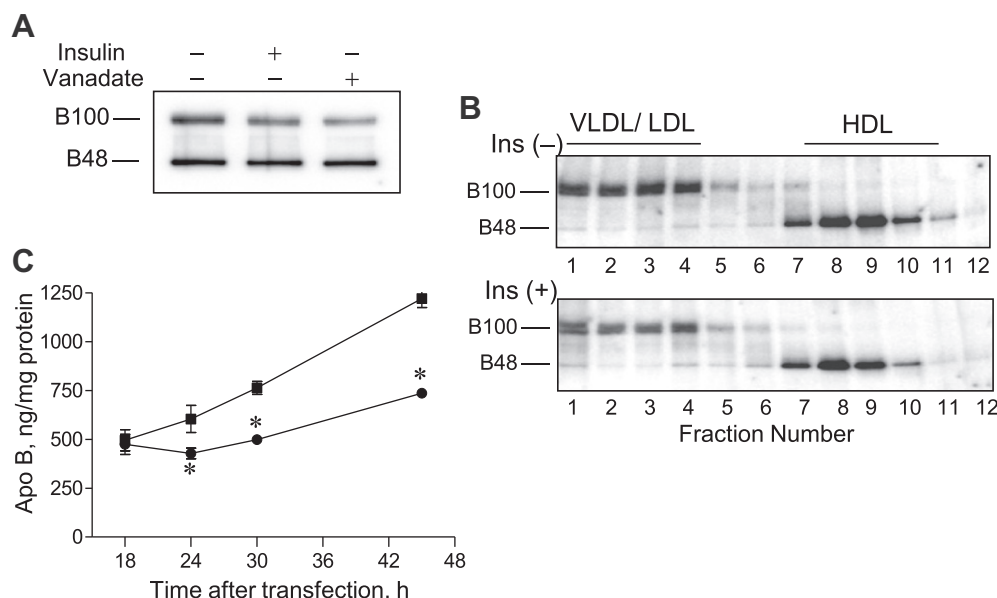 A
Insulin – + –
Vanadate – – +
B100
B48
B
VLDL/ LDL HDL
Ins (–)
B100
B48
1 2 3 4 5 6 7 8 9 10 11 12
Ins (+)
B100
B48
1 2 3 4 5 6 7 8 9 10 11 12
Fraction Number
C
Apo B, ng/mg protein
1250
1000
750
500
250
0
* * *
18 24 30 36 42 48
Time after transfection, h